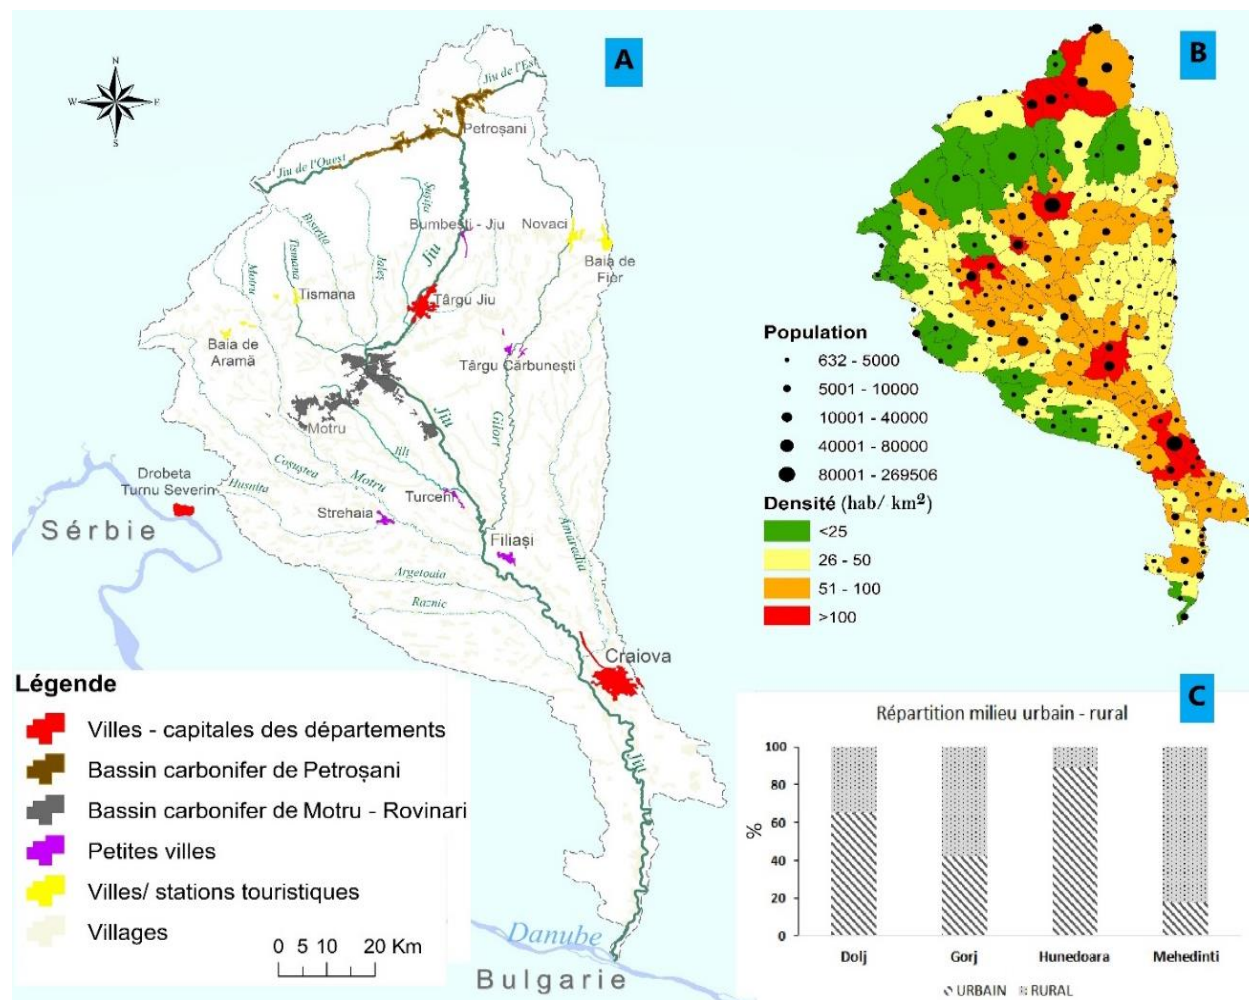 A
N
W
E
S
Jiu de l'Est
Petroșani
Jiu de l'Ouest
Sușița
Bistrița
Bumbești - Jiu
Novaci
Jiu
Baia de
Fier
Motru
Tismana
Jaleș
Tismana
Târgu Jiu
Baia de
Aramă
Târgu Cărbunești
Jiu
Gilort
Motru
Jilt
Drobeta
Turnu Severin
Coșuștea
Motru
Hușnița
Turceni
Strehaia
Amaradia
Sérbie
Filiași
Argetoaia
Raznic
Craiova
Jiu
Danube
Bulgarie
Légende
Villes - capitales des départements
Bassin carbonifer de Petroșani
Bassin carbonifer de Motru - Rovinari
Petites villes
Villes/ stations touristiques
Villages
0 5 10 20 Km
B
Population
632 - 5000
5001 - 10000
10001 - 40000
40001 - 80000
80001 - 269506
Densité (hab/ km²)
<25
26 - 50
51 - 100
>100
C
Répartition milieu urbain - rural
%
100
80
60
40
20
0
Dolj Gorj Hunedoara Mehedinti
URBAIN RURAL